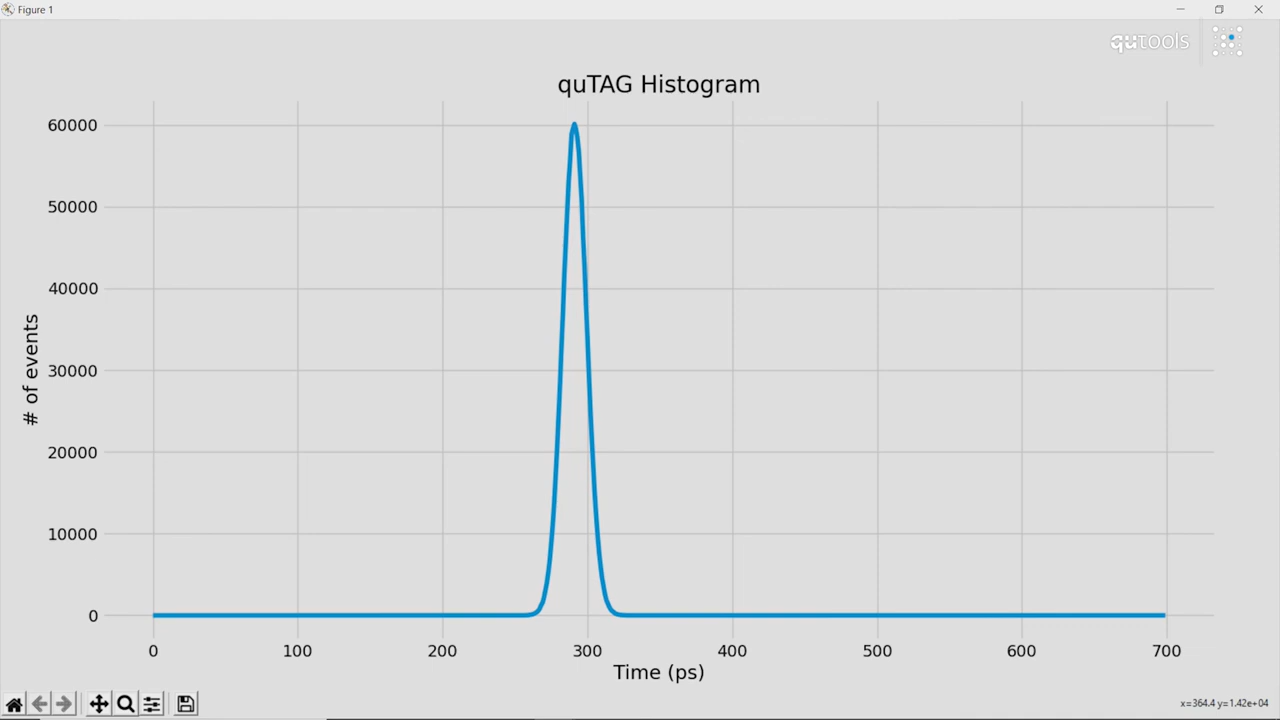 Figure 1
qutools
quTAG Histogram
60000
50000
40000
30000
20000
10000
0
# of events
0 100 200 300 400 500 600 700
Time (ps)
x=364.4 y=1.42e+04